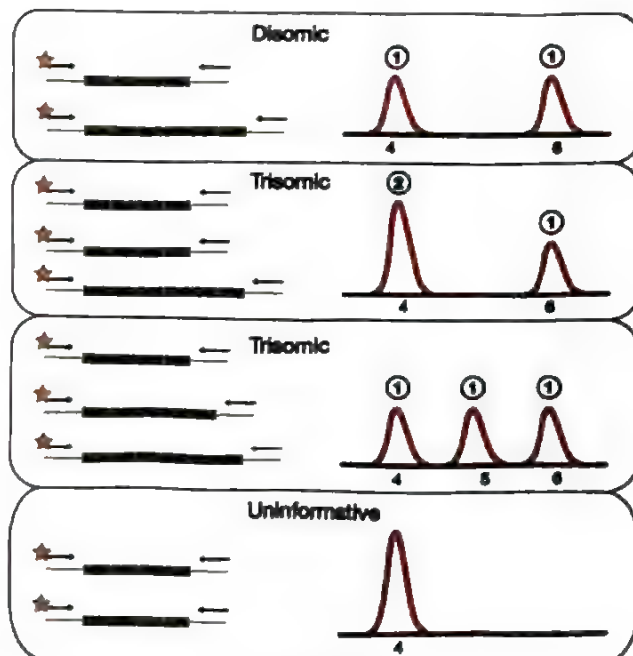 Disomic
① ①
4 6
Trisomic
② ①
4 6
Trisomic
① ① ①
4 5 6
Uninformative
4